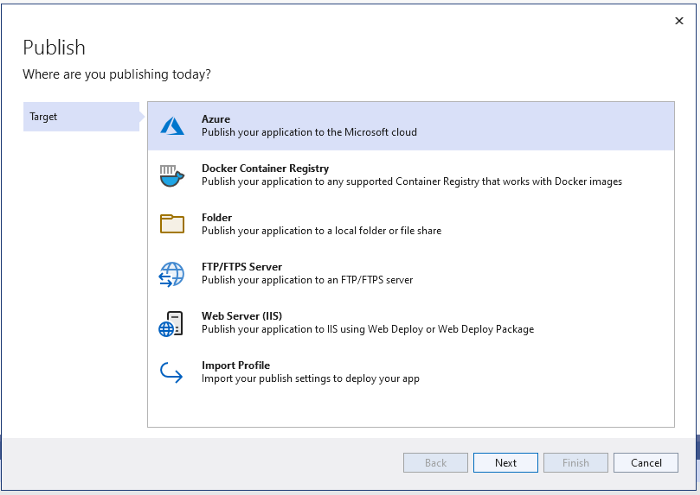 Publish
Where are you publishing today?
Target
Azure
Publish your application to the Microsoft cloud
Docker Container Registry
Publish your application to any supported Container Registry that works with Docker images
Folder
Publish your application to a local folder or file share
FTP/FTPS Server
Publish your application to an FTP/FTPS server
Web Server (IIS)
Publish your application to IIS using Web Deploy or Web Deploy Package
Import Profile
Import your publish settings to deploy your app
Back
Next
Finish
Cancel